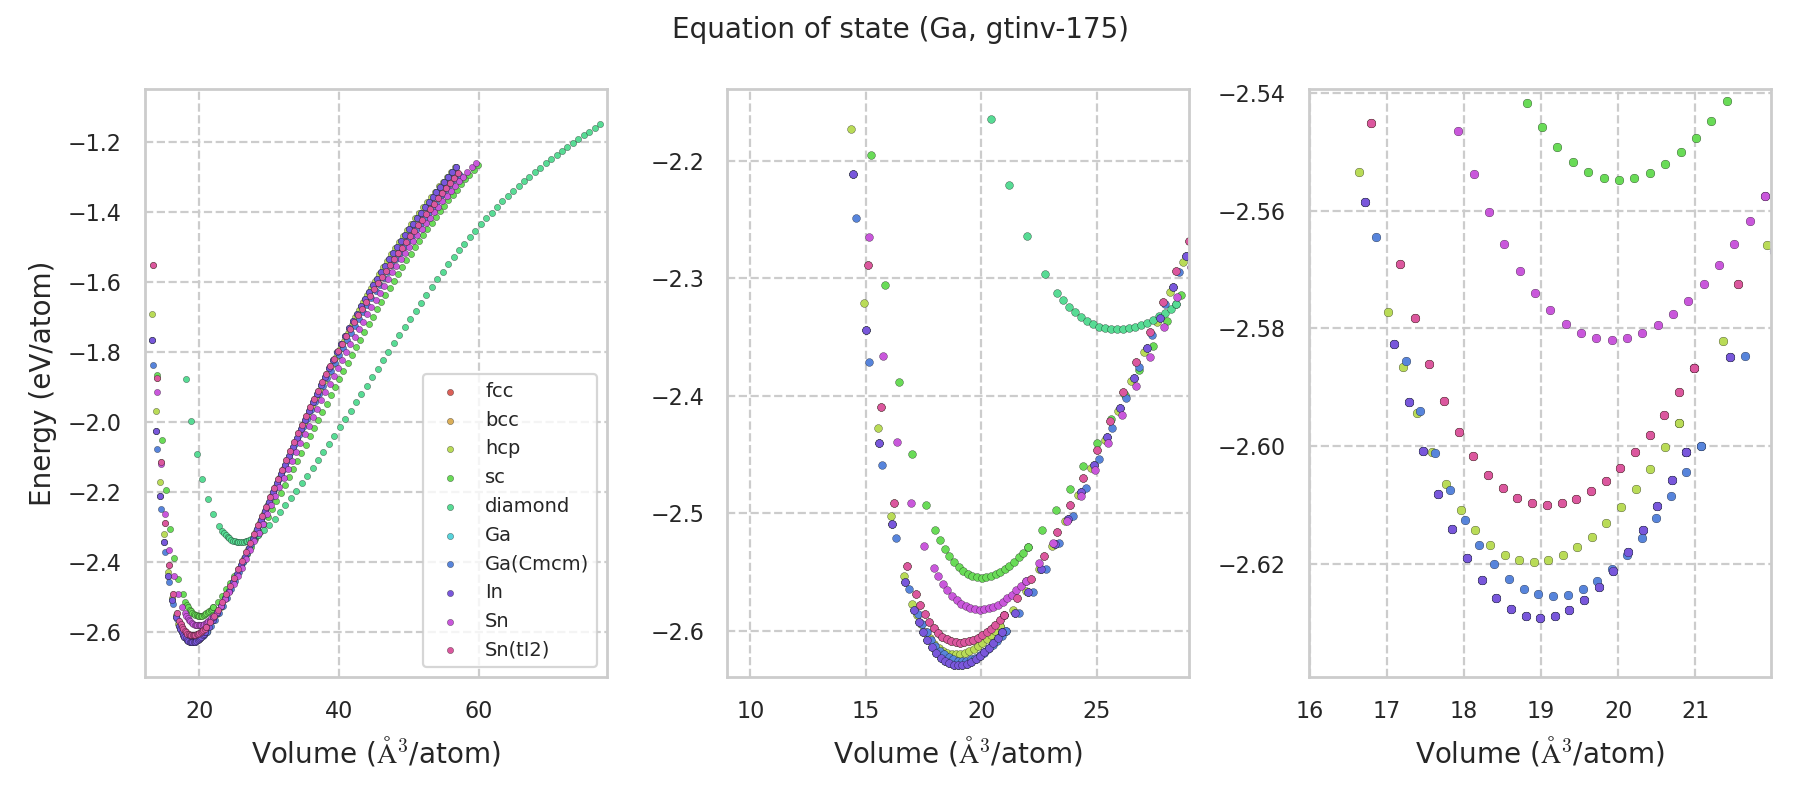 Equation of state (Ga, gtinv-175)
Energy (eV/atom)
−1.2
−1.4
−1.6
−1.8
−2.0
−2.2
−2.4
−2.6
20 40 60
Volume (Å³/atom)
fcc
bcc
hcp
sc
diamond
Ga
Ga(Cmcm)
In
Sn
Sn(tI2)
−2.2
−2.3
−2.4
−2.5
−2.6
10 15 20 25
Volume (Å³/atom)
−2.54
−2.56
−2.58
−2.60
−2.62
16 17 18 19 20 21
Volume (Å³/atom)